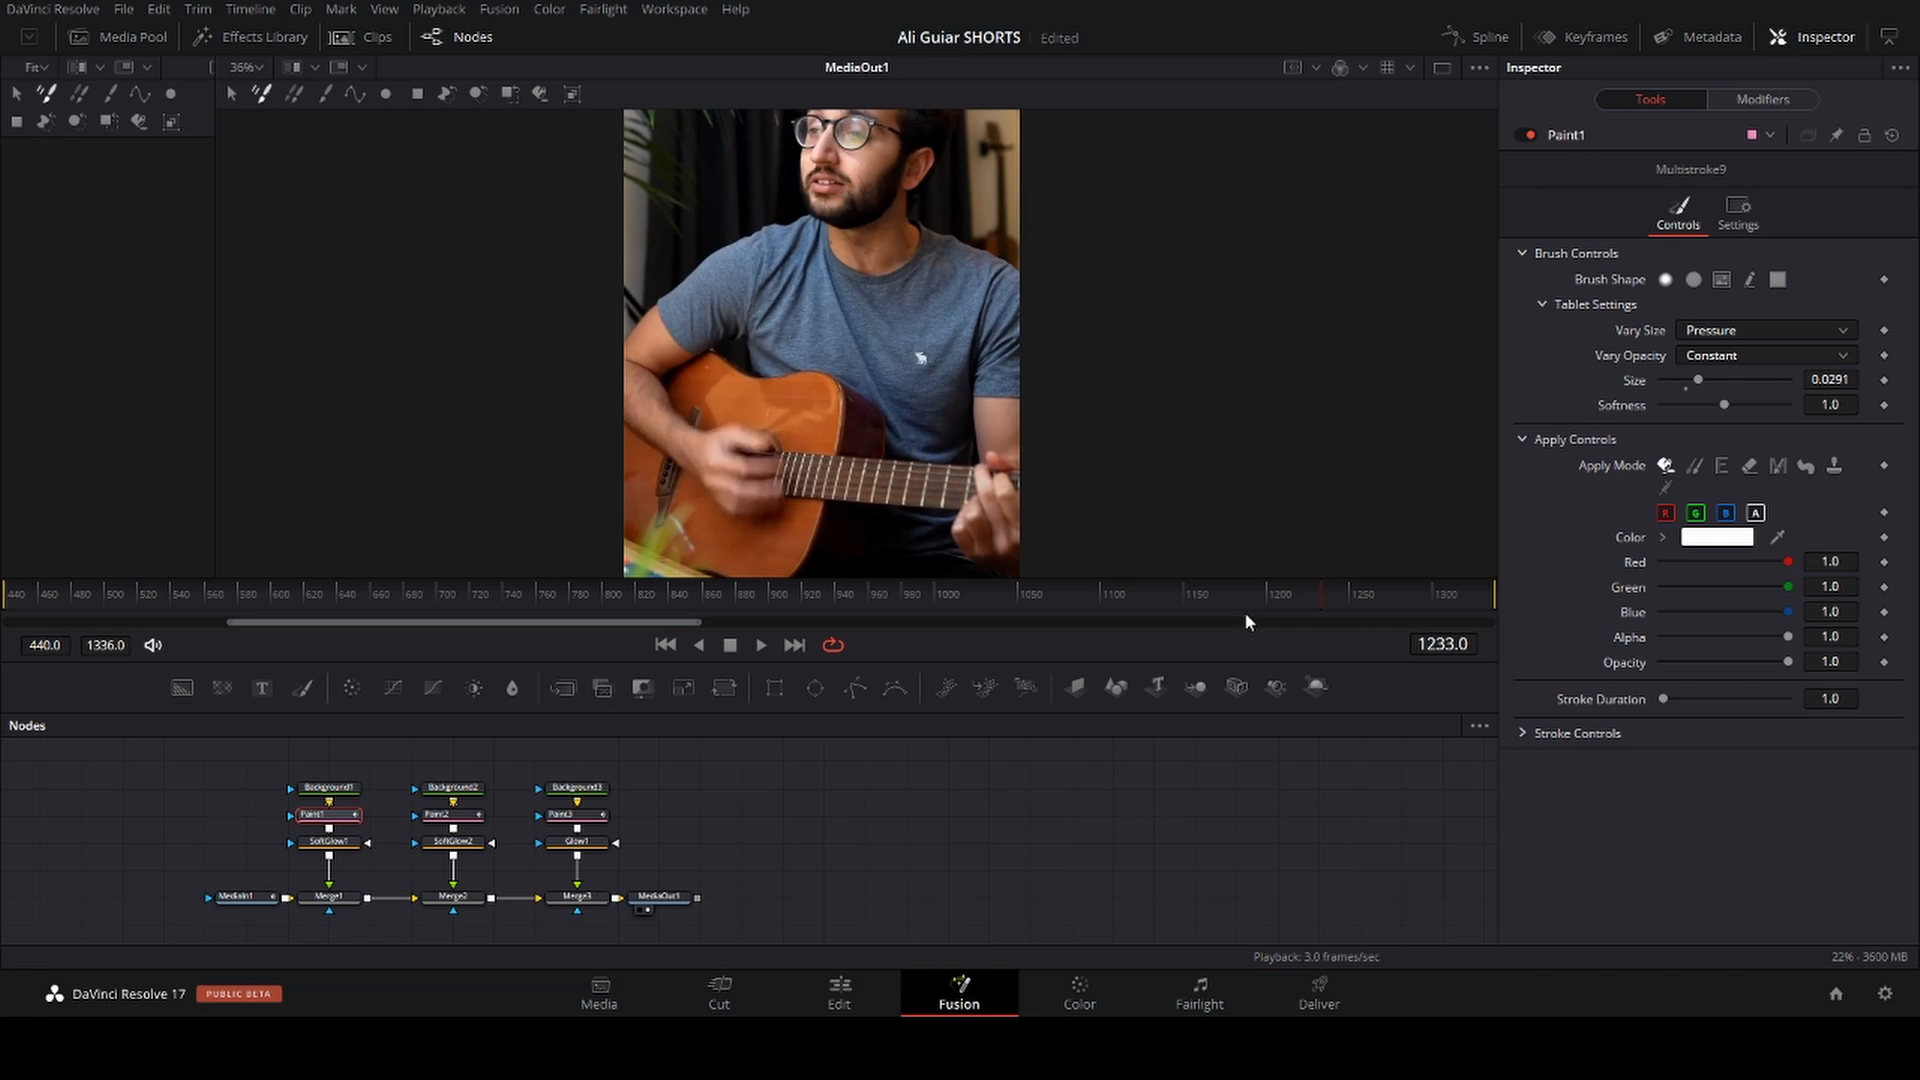 DaVinci Resolve File Edit Trim Timeline Clip Mark View Playback Fusion Color Fairlight Workspace Help
Media Pool Effects Library Clips Nodes Ali Guiar SHORTS Edited Spline Keyframes Metadata Inspector
Fit 36% MediaOut1 Inspector
Tools Modifiers
Paint1
Multistroke9
Controls Settings
Brush Controls
Brush Shape
Tablet Settings
Vary Size Pressure
Vary Opacity Constant
Size 0.0291
Softness 1.0
Apply Controls
Apply Mode
R G B A
Color
Red 1.0
Green 1.0
Blue 1.0
Alpha 1.0
Opacity 1.0
Stroke Duration 1.0
Stroke Controls
440 460 480 500 520 540 560 580 600 620 640 660 680 700 720 740 760 780 800 820 840 860 880 900 920 940 960 980 1000 1050 1100 1150 1200 1250 1300
440.0 1336.0 1233.0
Nodes
Background1 Background2 Background3
Paint1 Paint2 Paint3
SoftGlow1 SoftGlow2 Glow1
MediaIn1 Merge1 Merge2 Merge3 MediaOut1
Playback: 3.0 frames/sec 22% - 3600 MB
DaVinci Resolve 17 PUBLIC BETA Media Cut Edit Fusion Color Fairlight Deliver